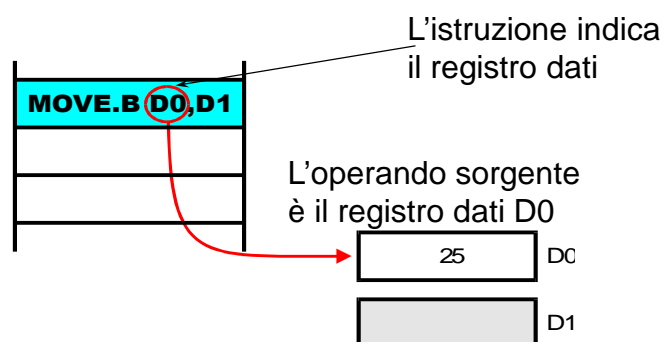 L'istruzione indica
il registro dati
MOVE.B D0,D1
L'operando sorgente
è il registro dati D0
25 D0
D1